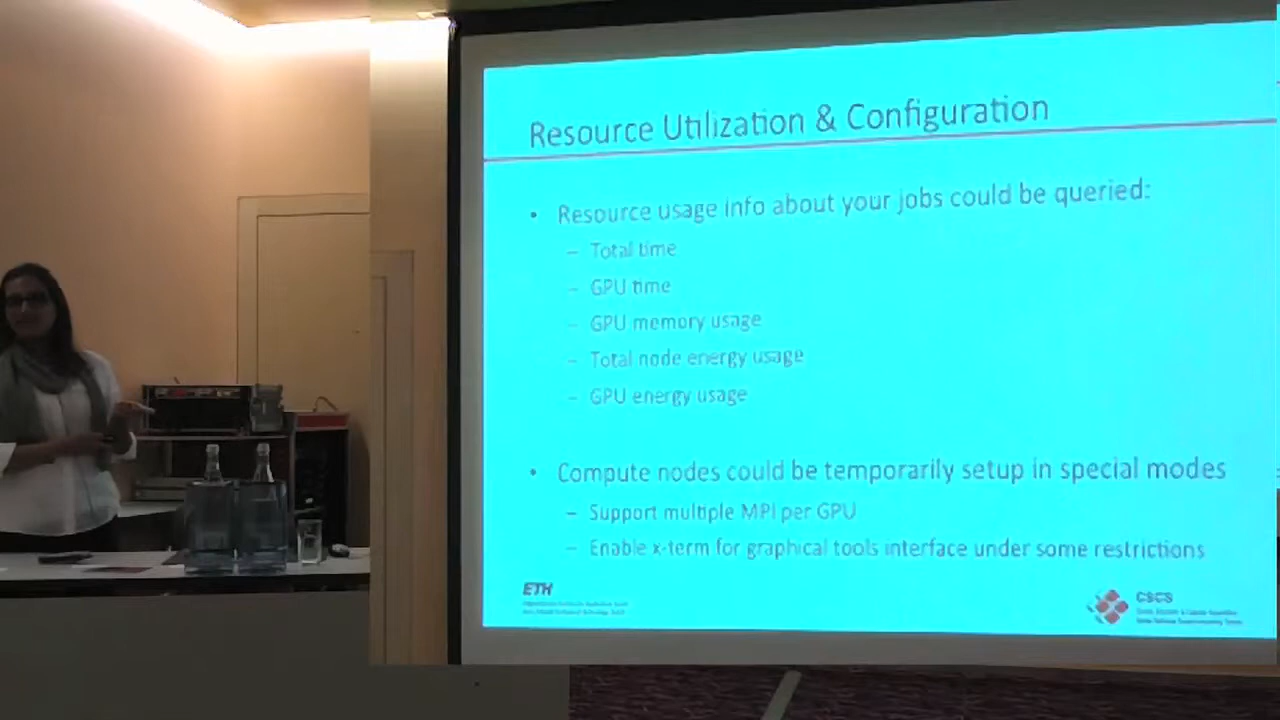 Resource Utilization & Configuration
• Resource usage info about your jobs could be queried:
– Total time
– GPU time
– GPU memory usage
– Total node energy usage
– GPU energy usage
• Compute nodes could be temporarily setup in special modes
– Support multiple MPI per GPU
– Enable x-term for graphical tools interface under some restrictions
ETH
CSCS